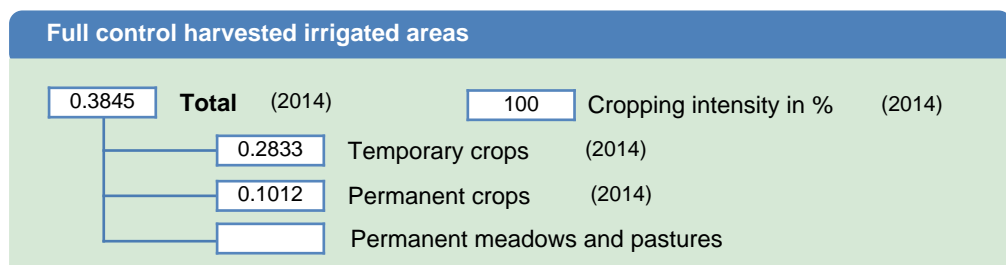 Full control harvested irrigated areas
0.3845 Total (2014) 100 Cropping intensity in % (2014)
0.2833 Temporary crops (2014)
0.1012 Permanent crops (2014)
Permanent meadows and pastures